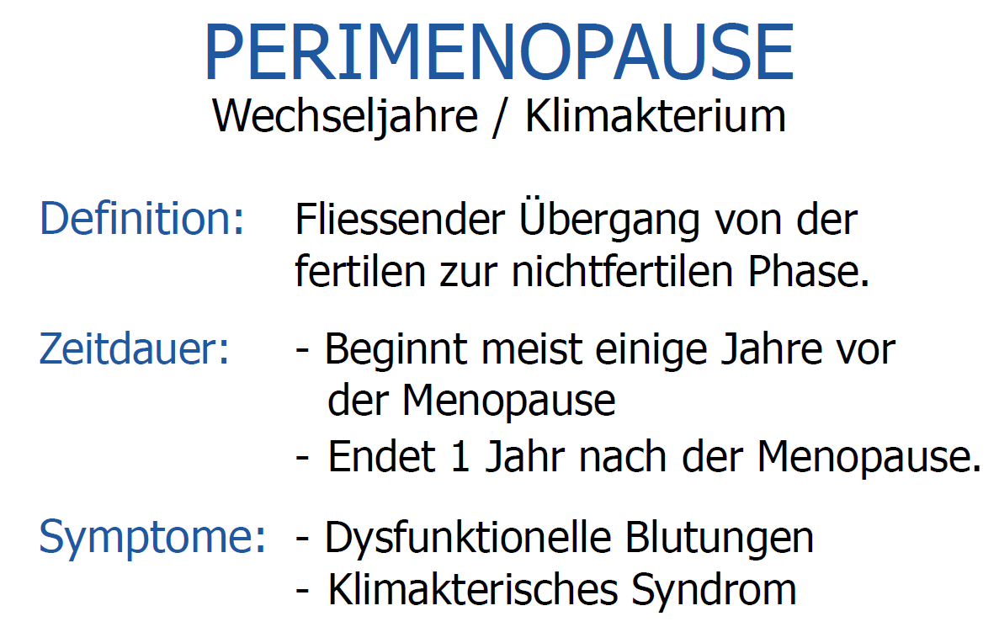 PERIMENOPAUSE
Wechseljahre / Klimakterium
Definition: Fliessender Übergang von der
fertilen zur nichtfertilen Phase.
Zeitdauer: - Beginnt meist einige Jahre vor
der Menopause
- Endet 1 Jahr nach der Menopause.
Symptome: - Dysfunktionelle Blutungen
- Klimakterisches Syndrom